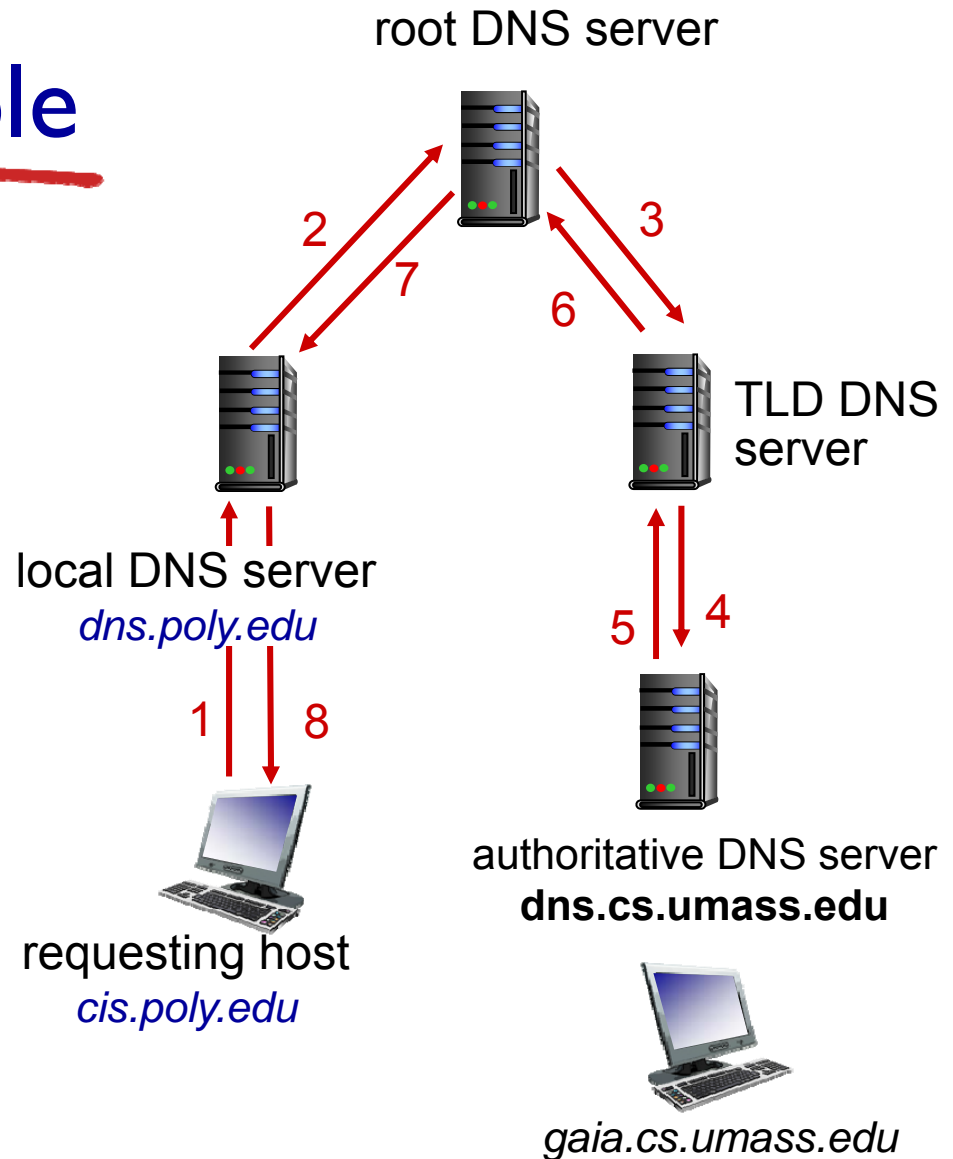 root DNS server
le
2
3
7
6
TLD DNS
server
local DNS server
dns.poly.edu
5
4
1
8
authoritative DNS server
dns.cs.umass.edu
requesting host
cis.poly.edu
gaia.cs.umass.edu